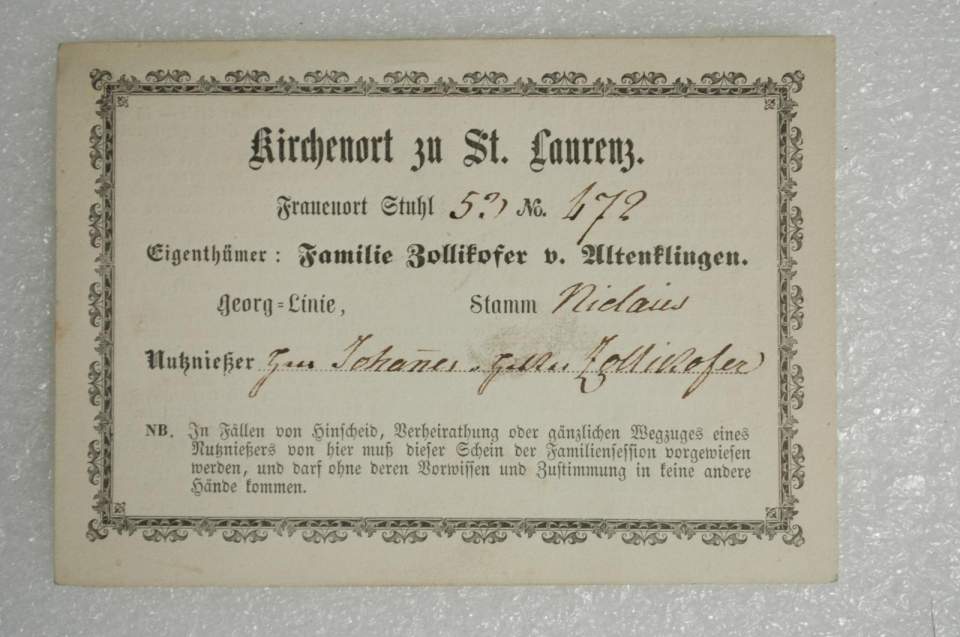 Kirchenort zu St. Laurenz.
Frauenort Stuhl 53 No. 172
Eigenthümer: Familie Zollikofer v. Altenklingen.
Georg=Linie, Stamm Niclaus
Nutznießer Johannes Zollikofer
NB. In Fällen von Hinscheid, Verheirathung oder gänzlichen Wegzuges eines
Nutznießers von hier muß dieser Schein der Familiensession vorgewiesen
werden, und darf ohne deren Vorwissen und Zustimmung in keine andere
Hände kommen.